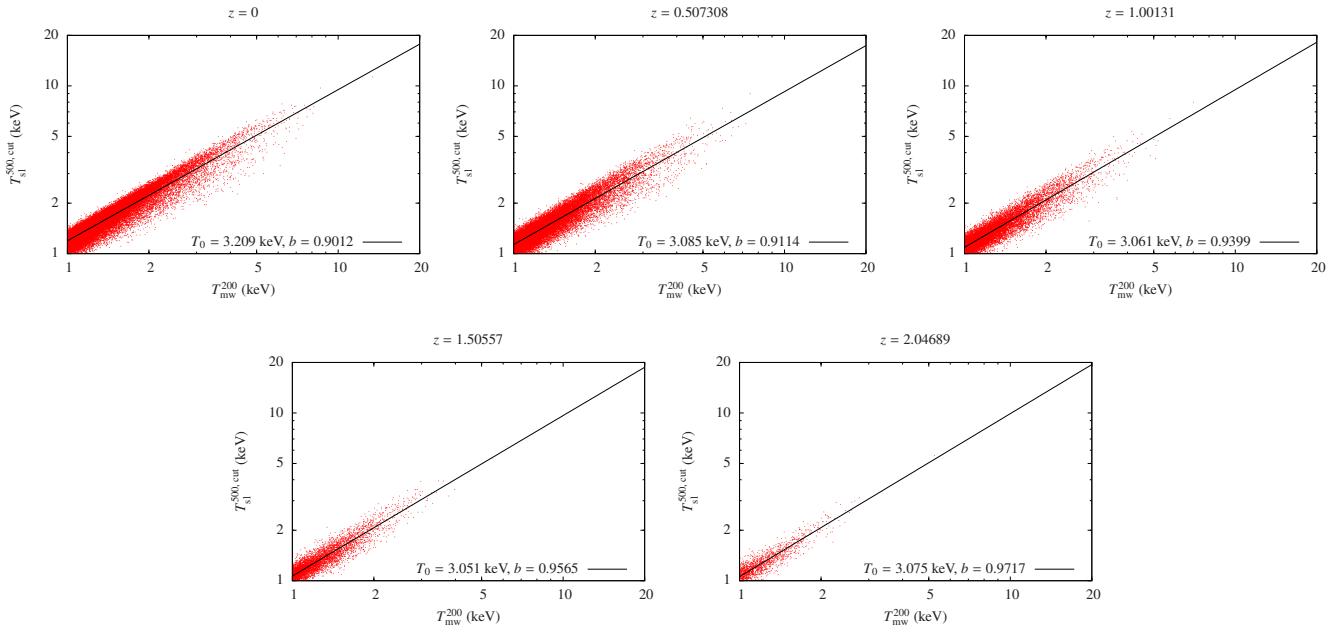 z = 0
20
10
5
2
1
T_sl^500, cut (keV)
T_0 = 3.209 keV, b = 0.9012
1 2 5 10 20
T_mw^200 (keV)
z = 0.507308
20
10
5
2
1
T_sl^500, cut (keV)
T_0 = 3.085 keV, b = 0.9114
1 2 5 10 20
T_mw^200 (keV)
z = 1.00131
20
10
5
2
1
T_sl^500, cut (keV)
T_0 = 3.061 keV, b = 0.9399
1 2 5 10 20
T_mw^200 (keV)
z = 1.50557
20
10
5
2
1
T_sl^500, cut (keV)
T_0 = 3.051 keV, b = 0.9565
1 2 5 10 20
T_mw^200 (keV)
z = 2.04689
20
10
5
2
1
T_sl^500, cut (keV)
T_0 = 3.075 keV, b = 0.9717
1 2 5 10 20
T_mw^200 (keV)